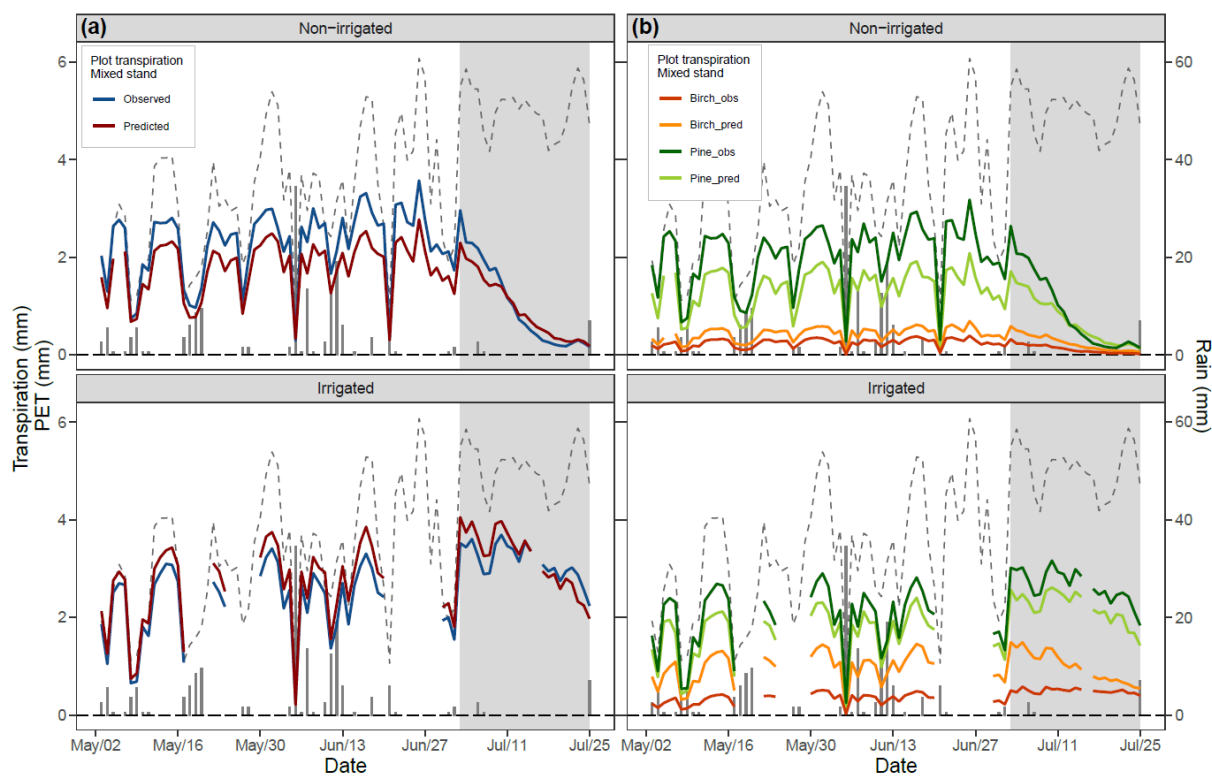 (a)
Non-irrigated
Plot transpiration
Mixed stand
Observed
Predicted
6
4
2
0
Irrigated
6
4
2
0
Transpiration (mm)
PET (mm)
May/02
May/16
May/30
Jun/13
Jun/27
Jul/11
Jul/25
Date
(b)
Non-irrigated
Plot transpiration
Mixed stand
Birch_obs
Birch_pred
Pine_obs
Pine_pred
60
40
20
0
Irrigated
60
40
20
0
Rain (mm)
May/02
May/16
May/30
Jun/13
Jun/27
Jul/11
Jul/25
Date